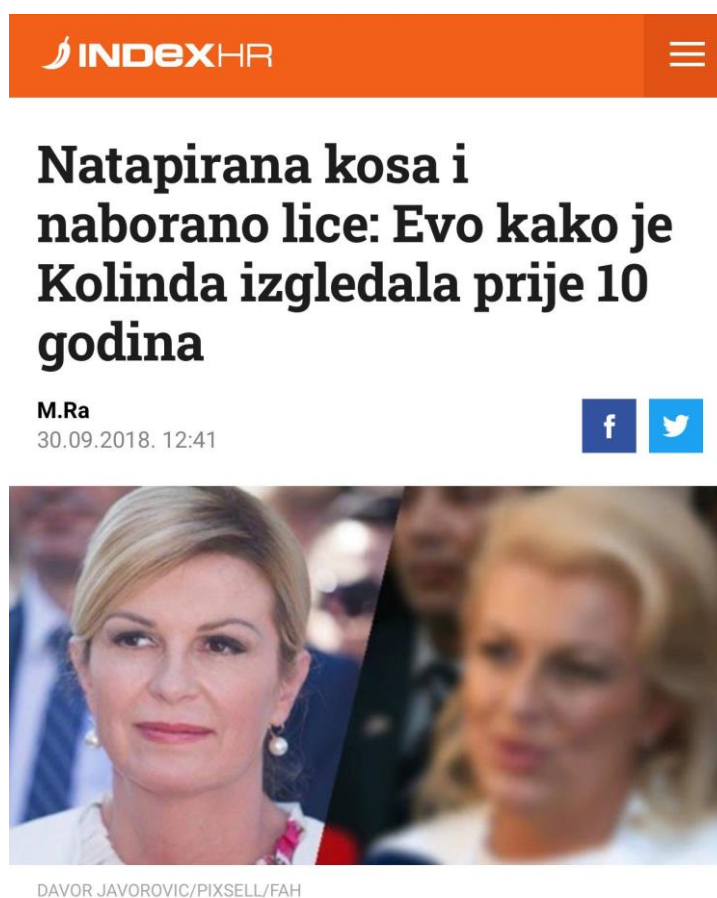 INDEXHR
Natapirana kosa i
naborano lice: Evo kako je
Kolinda izgledala prije 10
godina
M.Ra
30.09.2018. 12:41
f
DAVOR JAVOROVIC/PIXSELL/FAH